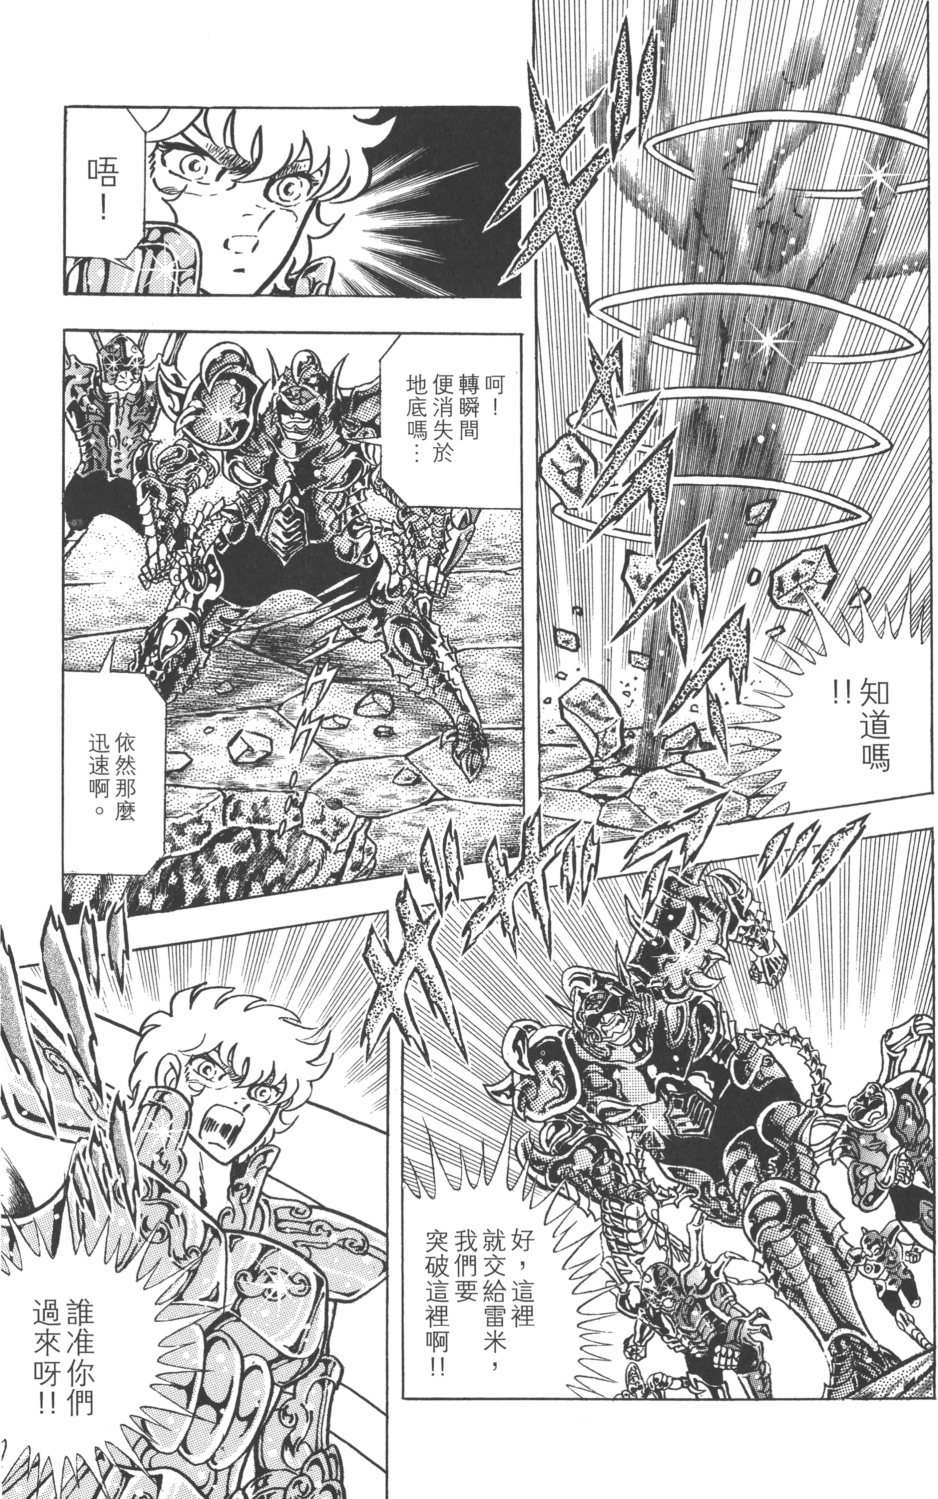 知道嗎
!!
唔！
呵！
轉瞬間
便消失於
地底嗎…
依然那麼
迅速啊。
好，這裡
就交給雷米，
我們要
突破這裡啊!!
誰准你們
過來呀!!